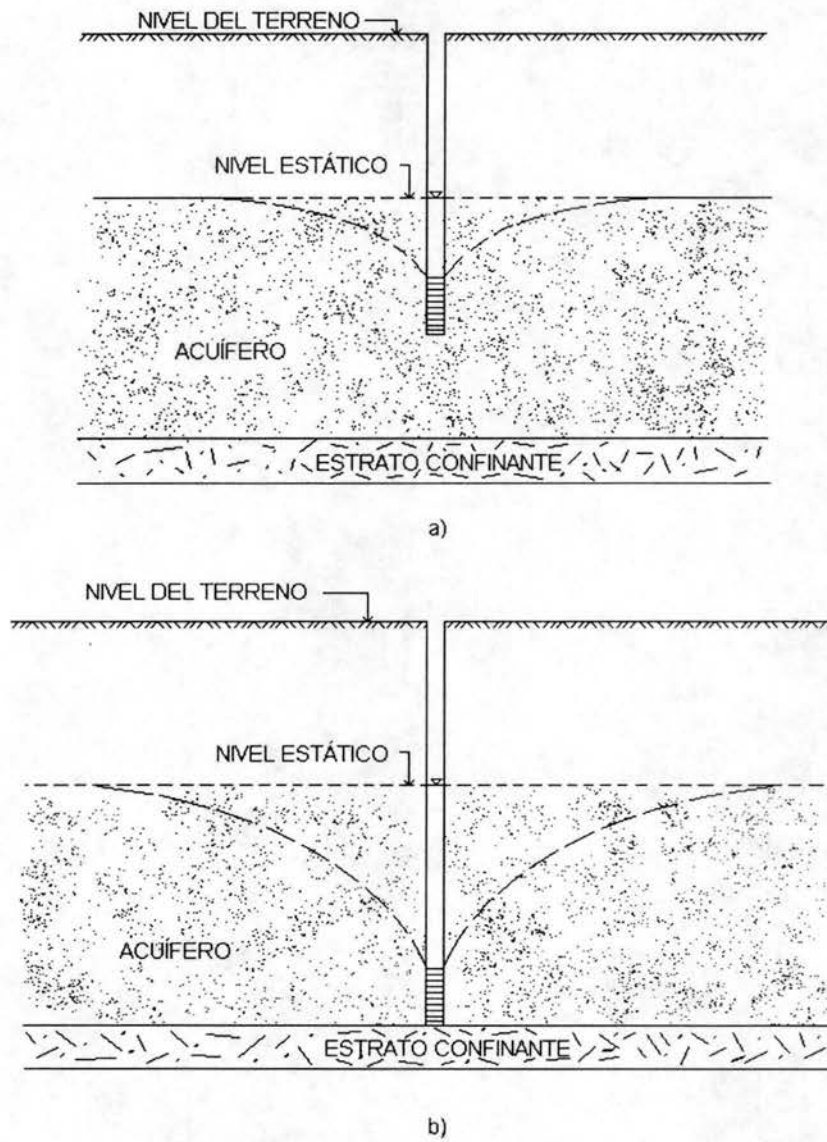 NIVEL DEL TERRENO
NIVEL ESTÁTICO
ACUÍFERO
ESTRATO CONFINANTE
a)
NIVEL DEL TERRENO
NIVEL ESTÁTICO
ACUÍFERO
ESTRATO CONFINANTE
b)